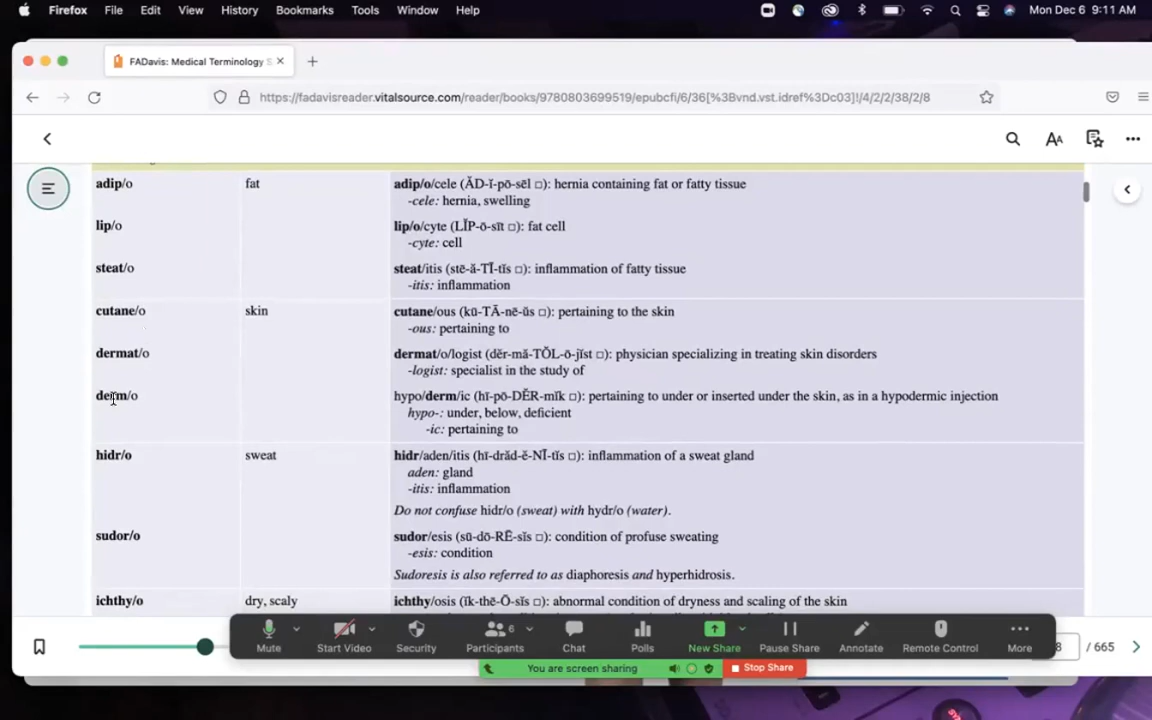 Firefox File Edit View History Bookmarks Tools Window Help Mon Dec 6 9:11 AM
FADavis: Medical Terminology S
https://fadavisreader.vitalsource.com/reader/books/9780803699519/epubcfi/6/36[%3Bvnd.vst.idref%3Dc03]!/4/2/2/38/2/8
AA
adip/o fat adip/o/cele (ĂD-ĭ-pō-sēl □): hernia containing fat or fatty tissue
-cele: hernia, swelling
lip/o lip/o/cyte (LĬP-ō-sīt □): fat cell
-cyte: cell
steat/o steat/itis (stē-ă-TĪ-tĭs □): inflammation of fatty tissue
-itis: inflammation
cutane/o skin cutane/ous (kū-TĀ-nē-ŭs □): pertaining to the skin
-ous: pertaining to
dermat/o dermat/o/logist (dĕr-mă-TŎL-ō-jĭst □): physician specializing in treating skin disorders
-logist: specialist in the study of
derm/o hypo/derm/ic (hī-pō-DĔR-mĭk □): pertaining to under or inserted under the skin, as in a hypodermic injection
hypo-: under, below, deficient
-ic: pertaining to
hidr/o sweat hidr/aden/itis (hī-drăd-ĕ-NĪ-tĭs □): inflammation of a sweat gland
aden: gland
-itis: inflammation
Do not confuse hidr/o (sweat) with hydr/o (water).
sudor/o sudor/esis (sū-dō-RĒ-sĭs □): condition of profuse sweating
-esis: condition
Sudoresis is also referred to as diaphoresis and hyperhidrosis.
ichthy/o dry, scaly ichthy/osis (ĭk-thē-Ō-sĭs □): abnormal condition of dryness and scaling of the skin
6
Mute Start Video Security Participants Chat Polls New Share Pause Share Annotate Remote Control More
8 / 665
You are screen sharing Stop Share